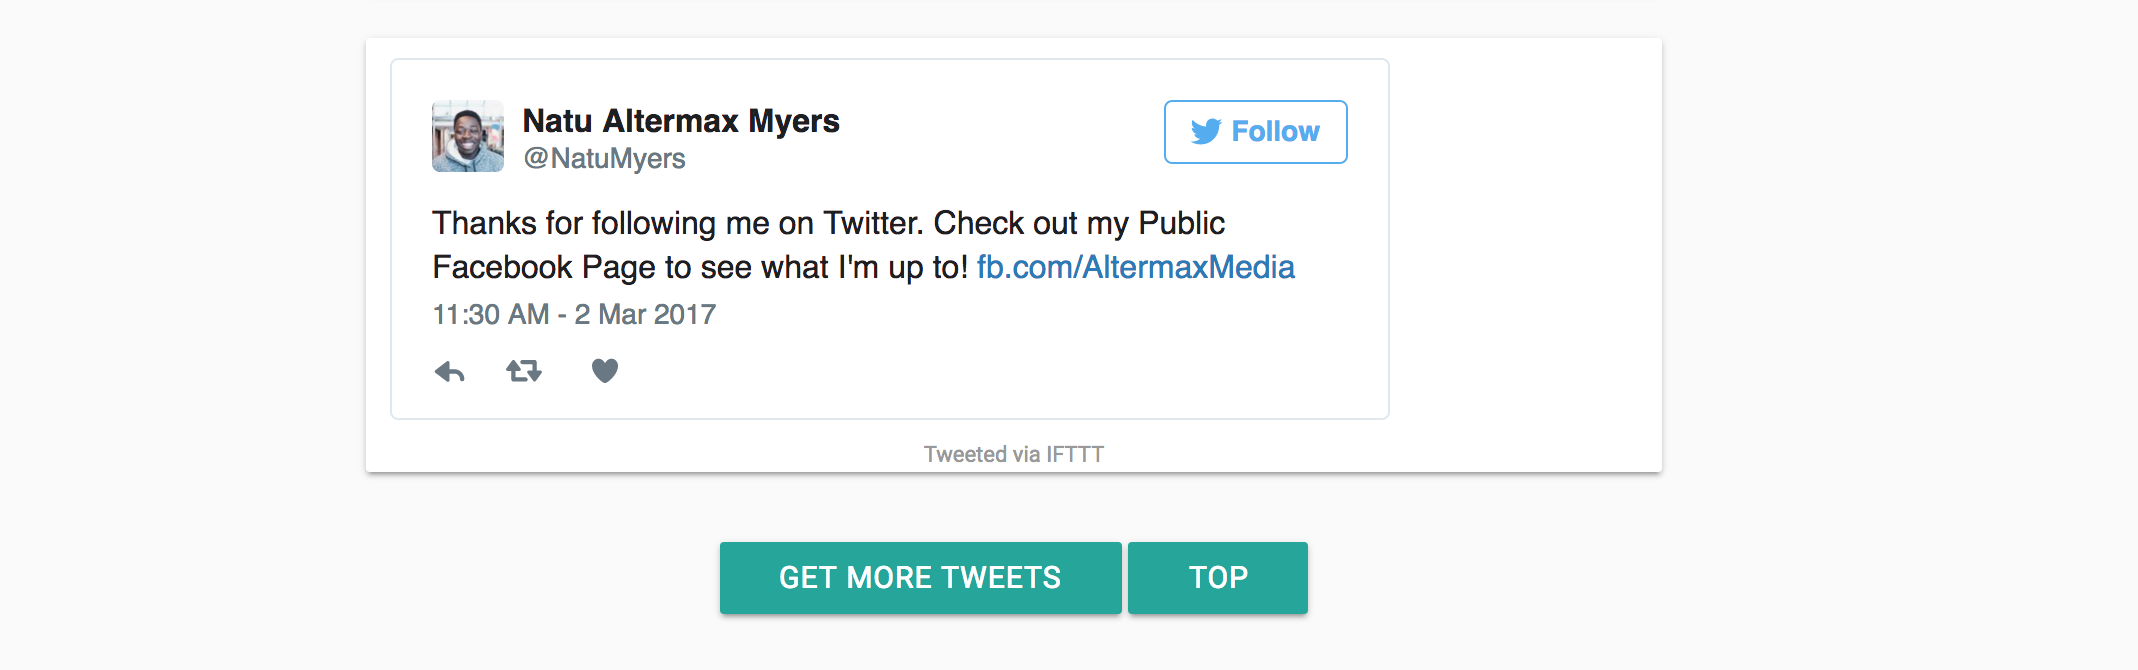 Natu Altermax Myers
@NatuMyers
Follow
Thanks for following me on Twitter. Check out my Public
Facebook Page to see what I'm up to! fb.com/AltermaxMedia
11:30 AM - 2 Mar 2017
Tweeted via IFTTT
GET MORE TWEETS
TOP